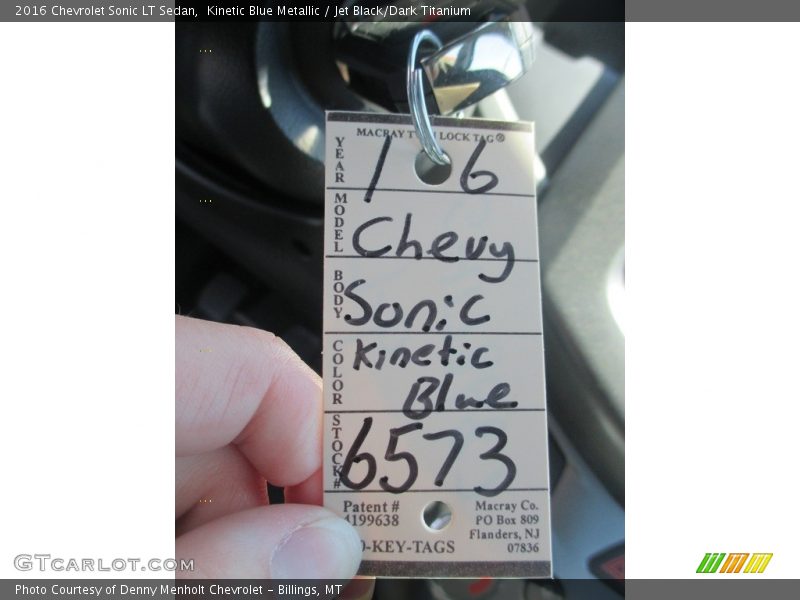 2016 Chevrolet Sonic LT Sedan,  Kinetic Blue Metallic / Jet Black/Dark Titanium
MACRAY LOCK TAG®
YEAR 16
MODEL Chevy
BODY Sonic
COLOR Kinetic
Blue
STOCK# 6573
Patent #
4199638
Macray Co.
PO Box 809
Flanders, NJ
07836
0-KEY-TAGS
GTCarLot.com
Photo Courtesy of Denny Menholt Chevrolet - Billings, MT